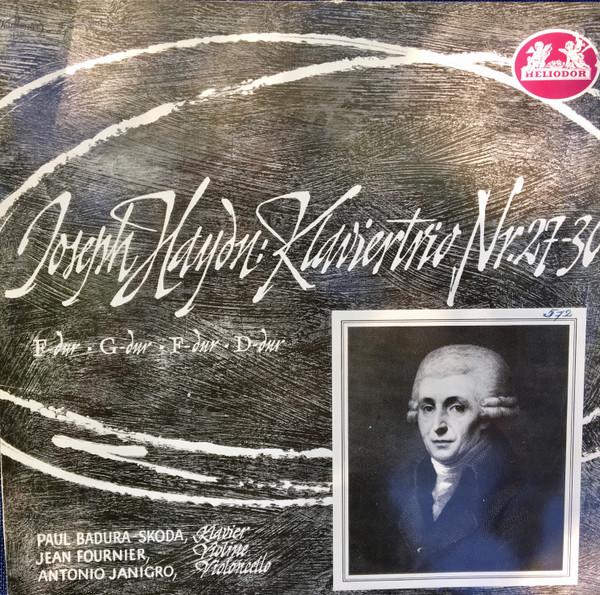 HELIODOR
Joseph Haydn: Klaviertrio Nr. 27-30
572
E-dur · G-dur · F-dur · D-dur
PAUL BADURA-SKODA, Klavier
JEAN FOURNIER, Violine
ANTONIO JANIGRO, Violoncello